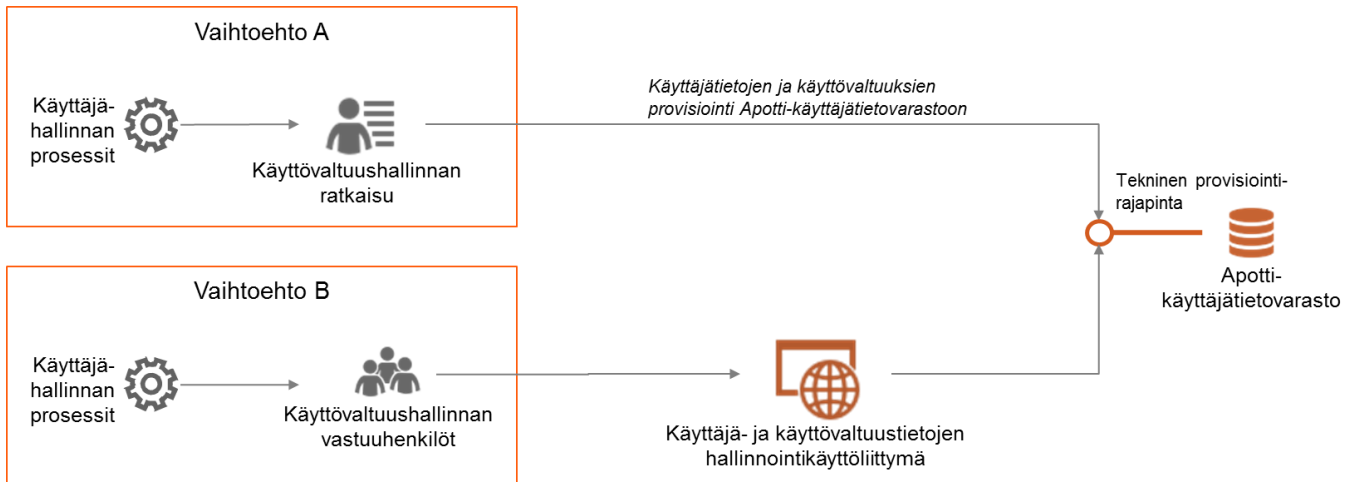 Vaihtoehto A
Käyttäjä-
hallinnan
prosessit
Käyttövaltuushallinnan
ratkaisu
Käyttäjätietojen ja käyttövaltuuksien
provisiointi Apotti-käyttäjätietovarastoon
Tekninen provisiointi-
rajapinta
Apotti-
käyttäjätietovarasto
Vaihtoehto B
Käyttäjä-
hallinnan
prosessit
Käyttövaltuushallinnan
vastuuhenkilöt
Käyttäjä- ja käyttövaltuustietojen
hallinnointikäyttöliittymä